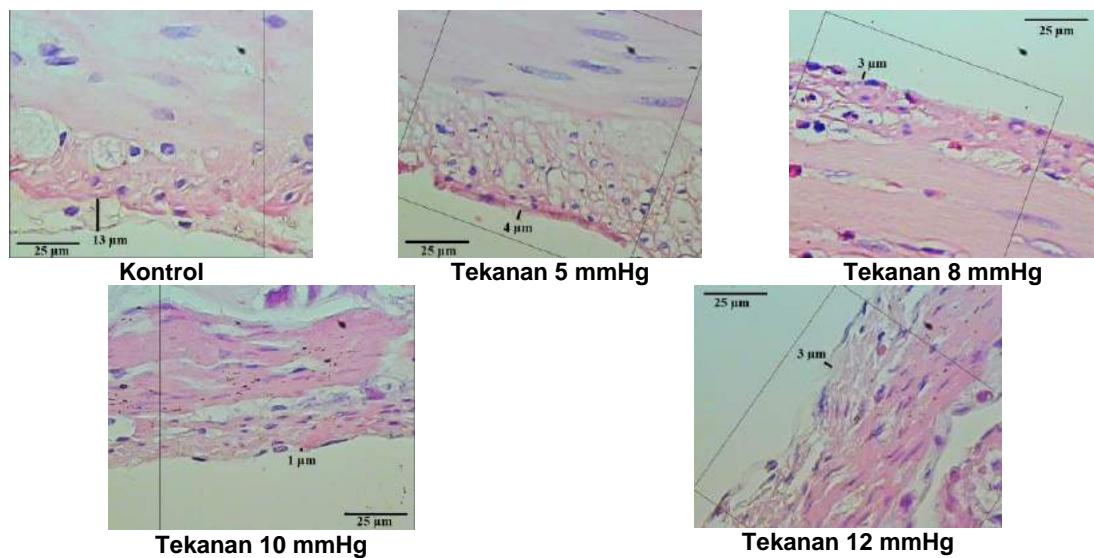 25 µm
13 µm
Kontrol
4 µm
25 µm
Tekanan 5 mmHg
25 µm
3 µm
Tekanan 8 mmHg
1 µm
25 µm
Tekanan 10 mmHg
25 µm
3 µm
Tekanan 12 mmHg